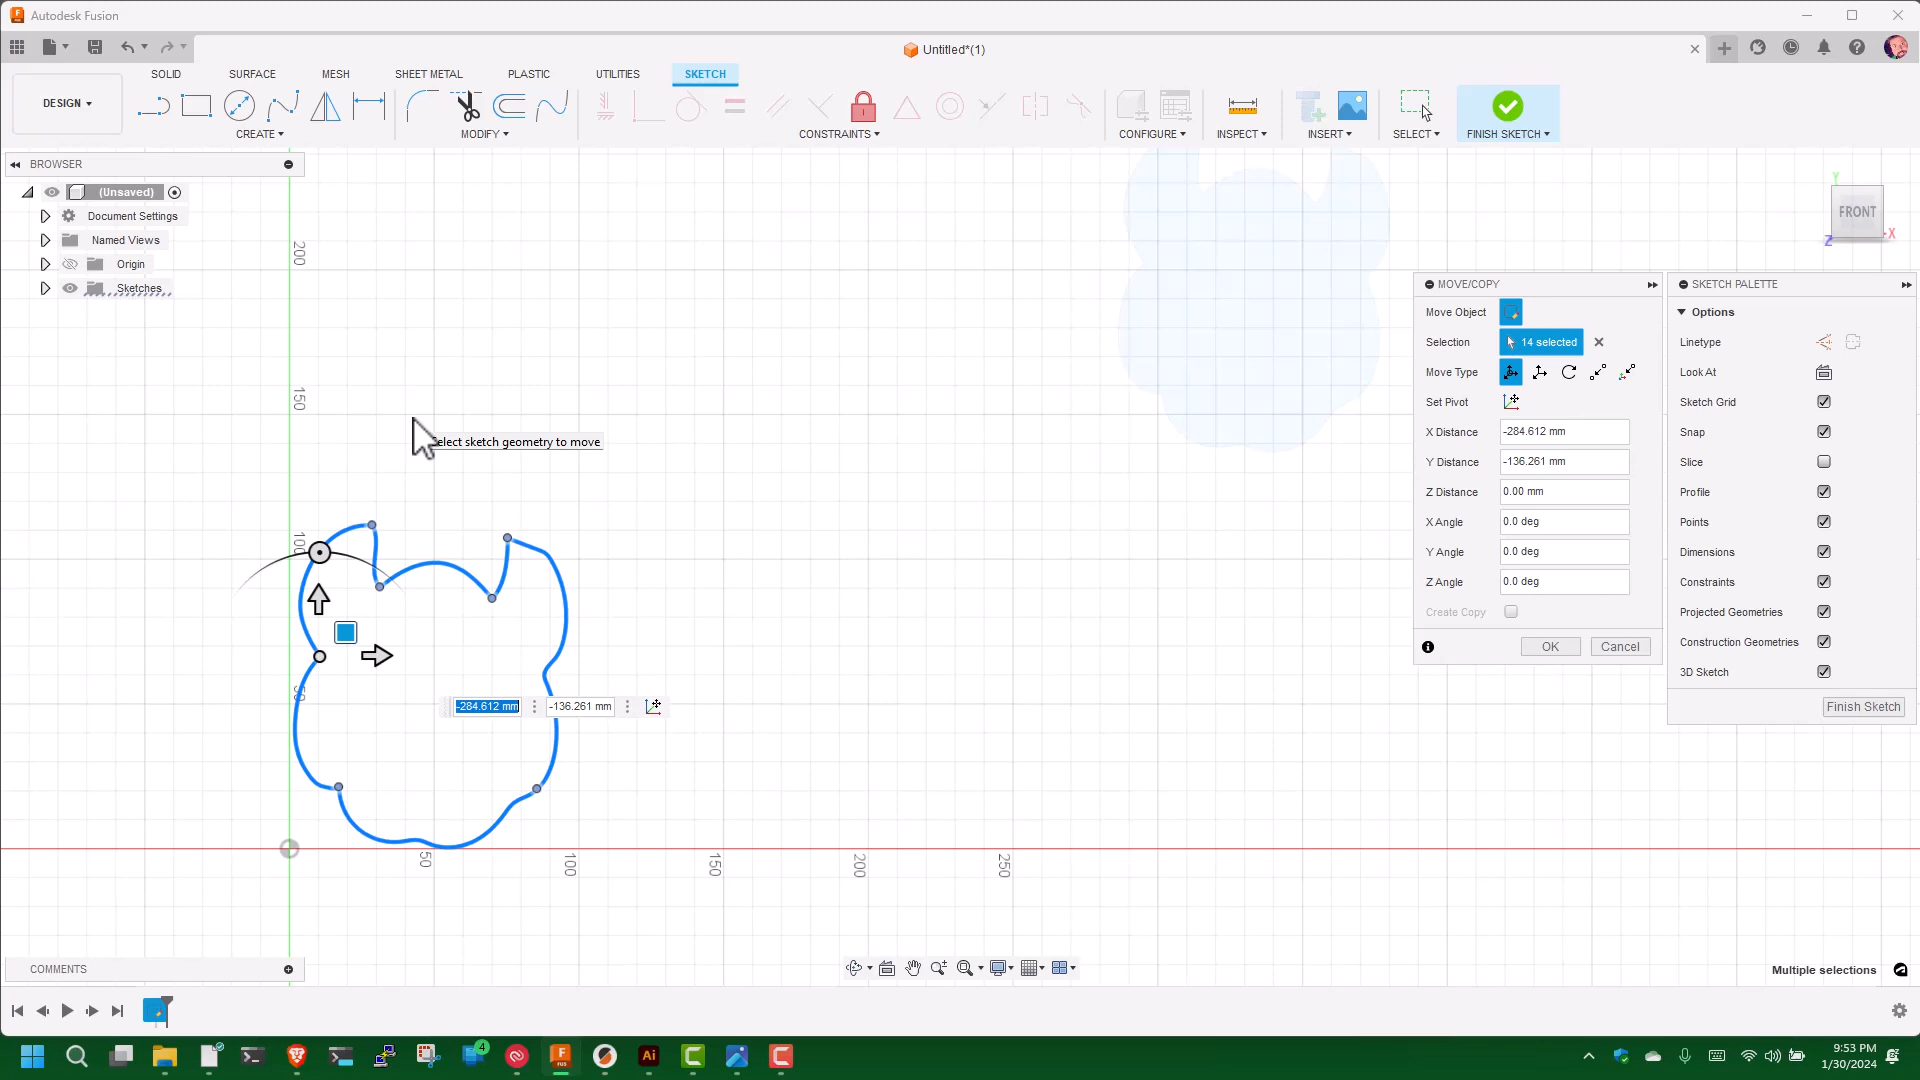 Autodesk Fusion
Untitled*(1)
DESIGN
SOLID
SURFACE
MESH
SHEET METAL
PLASTIC
UTILITIES
SKETCH
CREATE
MODIFY
CONSTRAINTS
CONFIGURE
INSPECT
INSERT
SELECT
FINISH SKETCH
BROWSER
(Unsaved)
Document Settings
Named Views
Origin
Sketches
FRONT
Y
X
Z
200
150
100
50
50
100
150
200
250
Select sketch geometry to move
-284.612 mm
-136.261 mm
MOVE/COPY
Move Object
Selection
14 selected
Move Type
Set Pivot
X Distance
-284.612 mm
Y Distance
-136.261 mm
Z Distance
0.00 mm
X Angle
0.0 deg
Y Angle
0.0 deg
Z Angle
0.0 deg
Create Copy
OK
Cancel
SKETCH PALETTE
Options
Linetype
Look At
Sketch Grid
Snap
Slice
Profile
Points
Dimensions
Constraints
Projected Geometries
Construction Geometries
3D Sketch
Finish Sketch
COMMENTS
Multiple selections
4
Ai
9:53 PM
1/30/2024